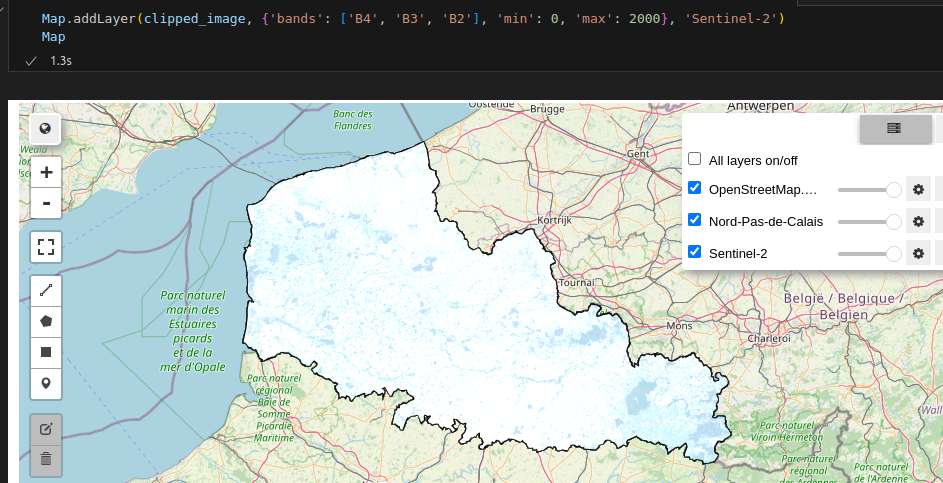 Map.addLayer(clipped_image, {'bands': ['B4', 'B3', 'B2'], 'min': 0, 'max': 2000}, 'Sentinel-2')
Map
1.3s
Banc des
Flandres
Oostende
Brugge
Antwerpen
Gent
Kortrijk
Tournai
Mons
Charleroi
België / Belgique /
Belgien
Parc naturel
marin des
Estuaires
picards
et de la
mer d'Opale
Parc naturel
régional
Baie de
Somme
Picardie
Maritime
Parc naturel
Viroin Hermeton
Parc naturel
régional
des Ardennes
Parc naturel
de l'Ardenne
All layers on/off
OpenStreetMap....
Nord-Pas-de-Calais
Sentinel-2
+
-